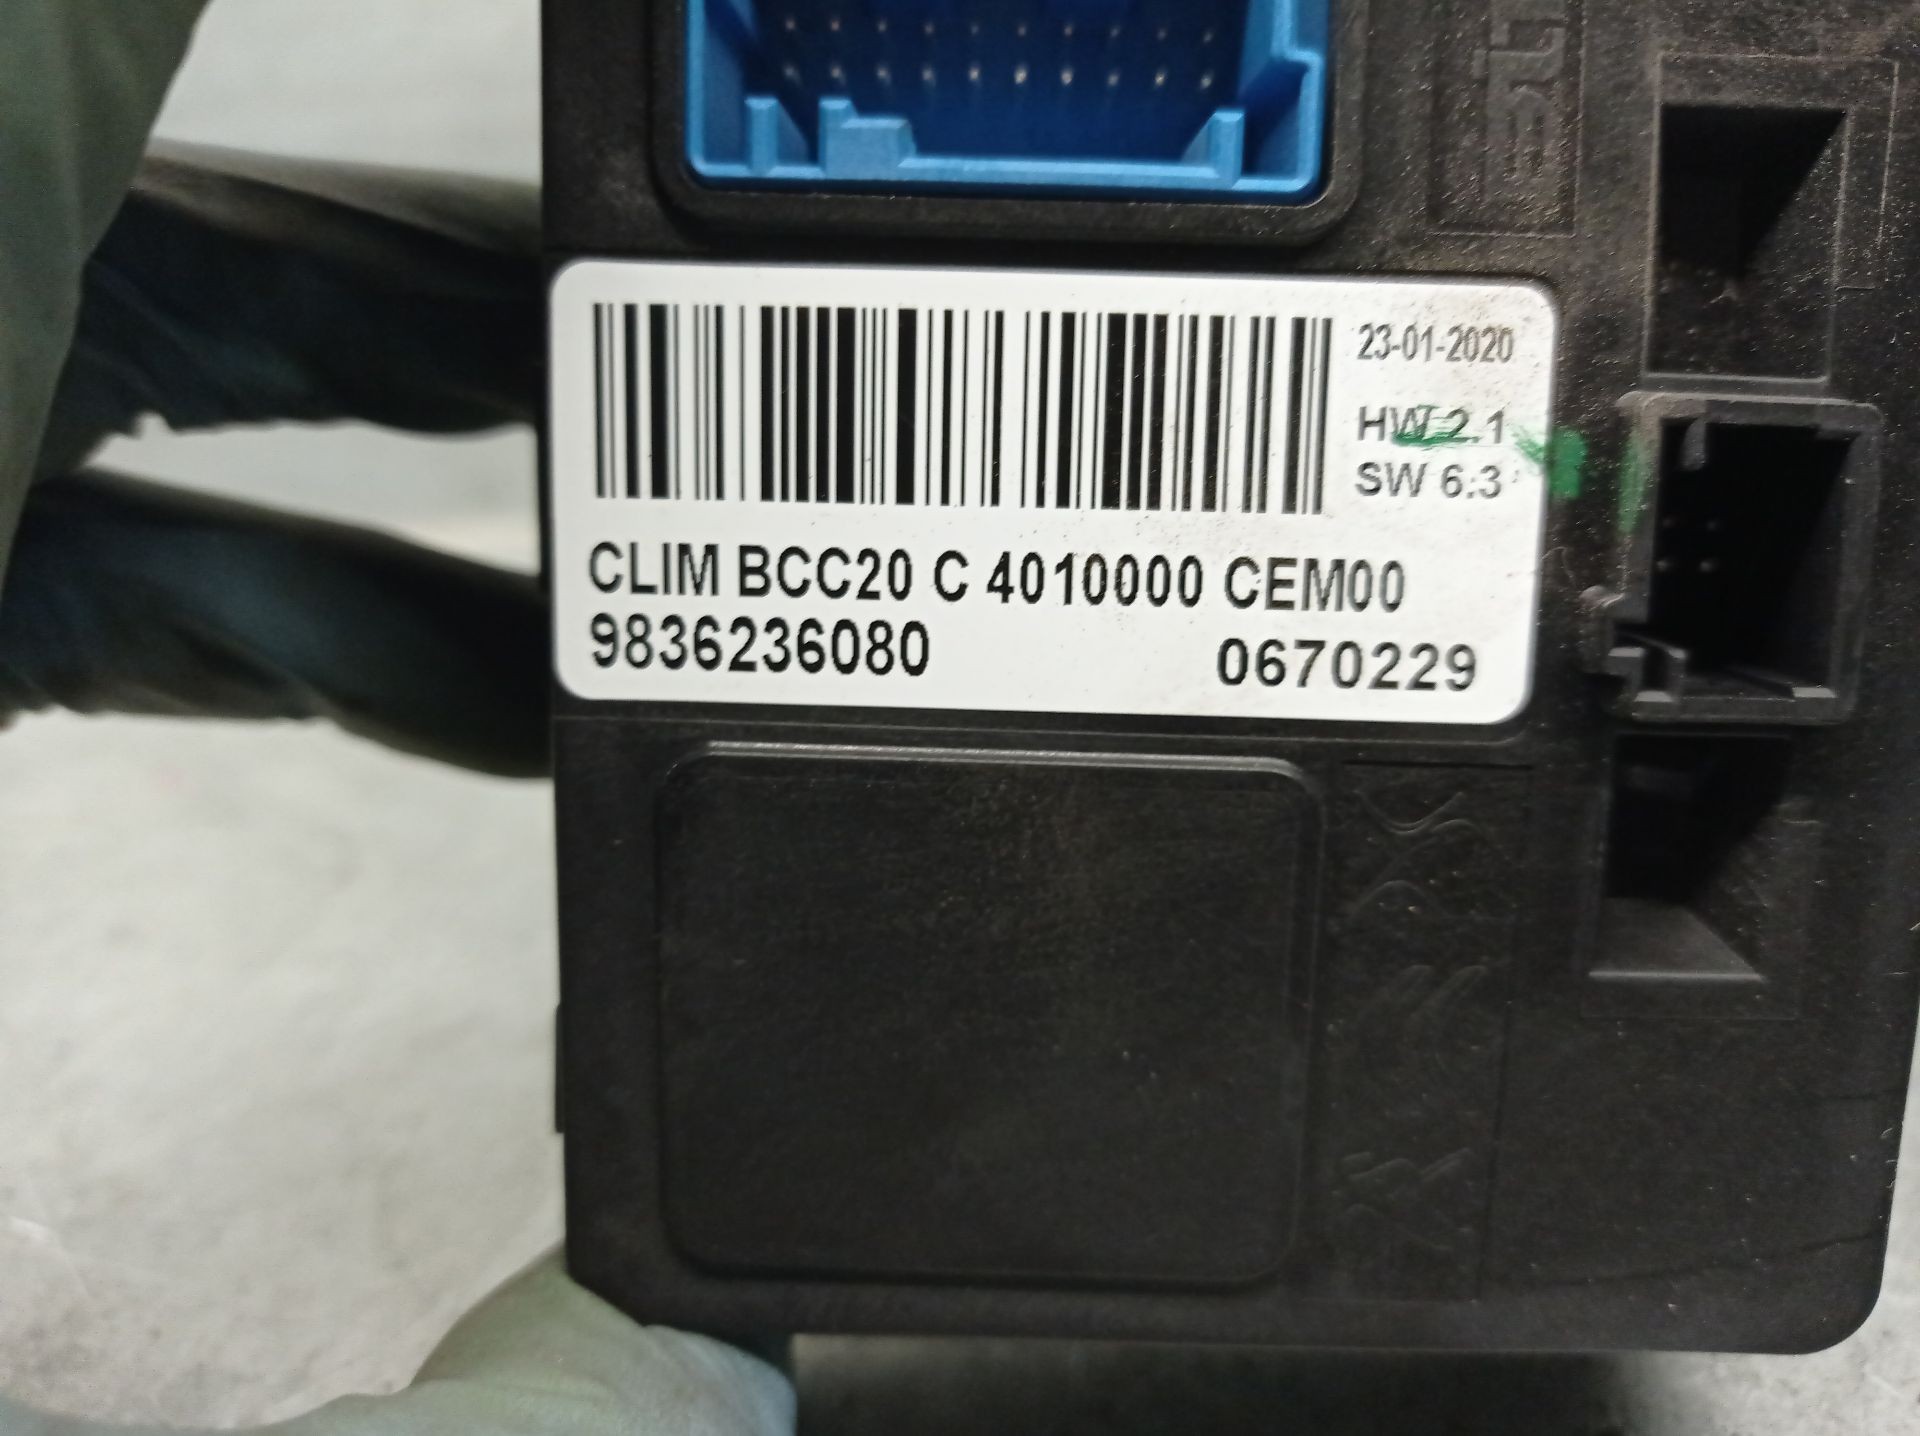 23-01-2020
HW 2.1
SW 6.3
CLIM BCC20 C 4010000 CEM00
9836236080 0670229